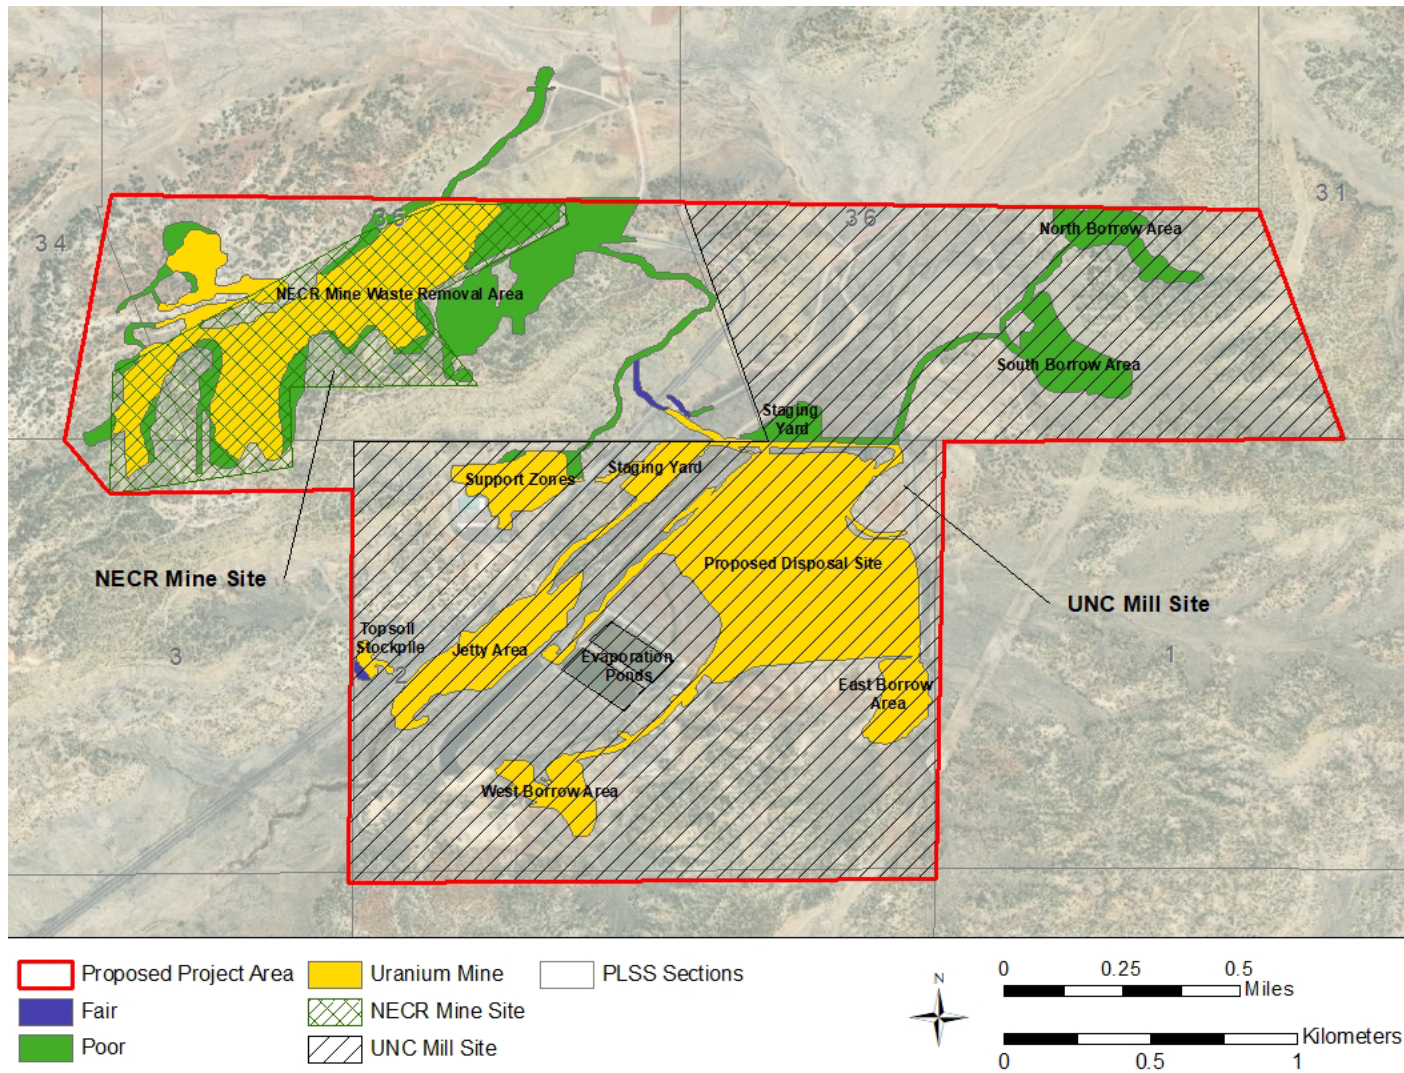 31
34
35
36
North Borrow Area
NECR Mine Waste Removal Area
South Borrow Area
Staging
Yard
Support Zones
Staging Yard
Proposed Disposal Site
NECR Mine Site
UNC Mill Site
Topsoil
Stockpile
Jetty Area
Evaporation
Ponds
3
2
1
East Borrow
Area
West Borrow Area
Proposed Project Area
Uranium Mine
PLSS Sections
Fair
NECR Mine Site
Poor
UNC Mill Site
N
0 0.25 0.5
Miles
Kilometers
0 0.5 1